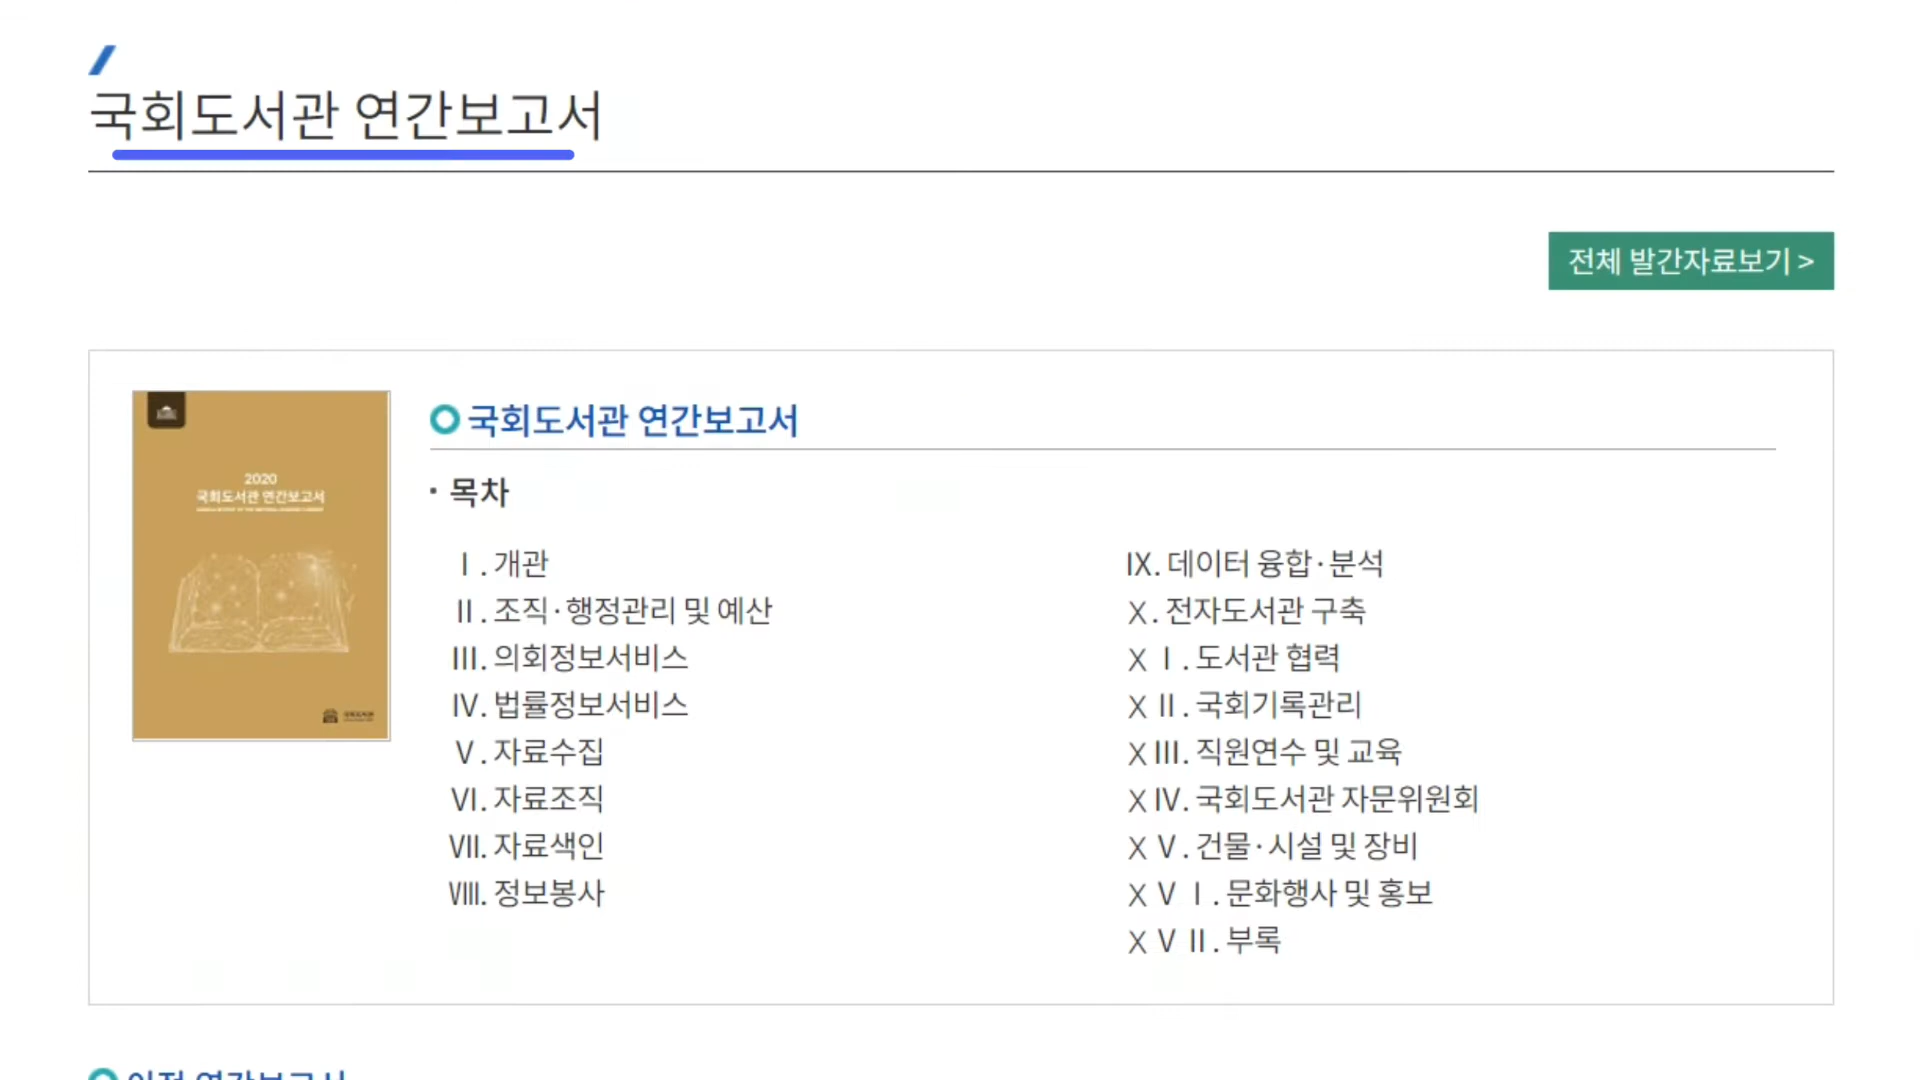 국회도서관 연간보고서
전체 발간자료보기 >
2020
국회도서관 연간보고서
국회도서관 연간보고서
· 목차
Ⅰ. 개관
Ⅱ. 조직·행정관리 및 예산
Ⅲ. 의회정보서비스
Ⅳ. 법률정보서비스
Ⅴ. 자료수집
Ⅵ. 자료조직
Ⅶ. 자료색인
Ⅷ. 정보봉사
Ⅸ. 데이터 융합·분석
Ⅹ. 전자도서관 구축
ⅩⅠ. 도서관 협력
ⅩⅡ. 국회기록관리
ⅩⅢ. 직원연수 및 교육
ⅩⅣ. 국회도서관 자문위원회
ⅩⅤ. 건물·시설 및 장비
ⅩⅤⅠ. 문화행사 및 홍보
ⅩⅤⅡ. 부록